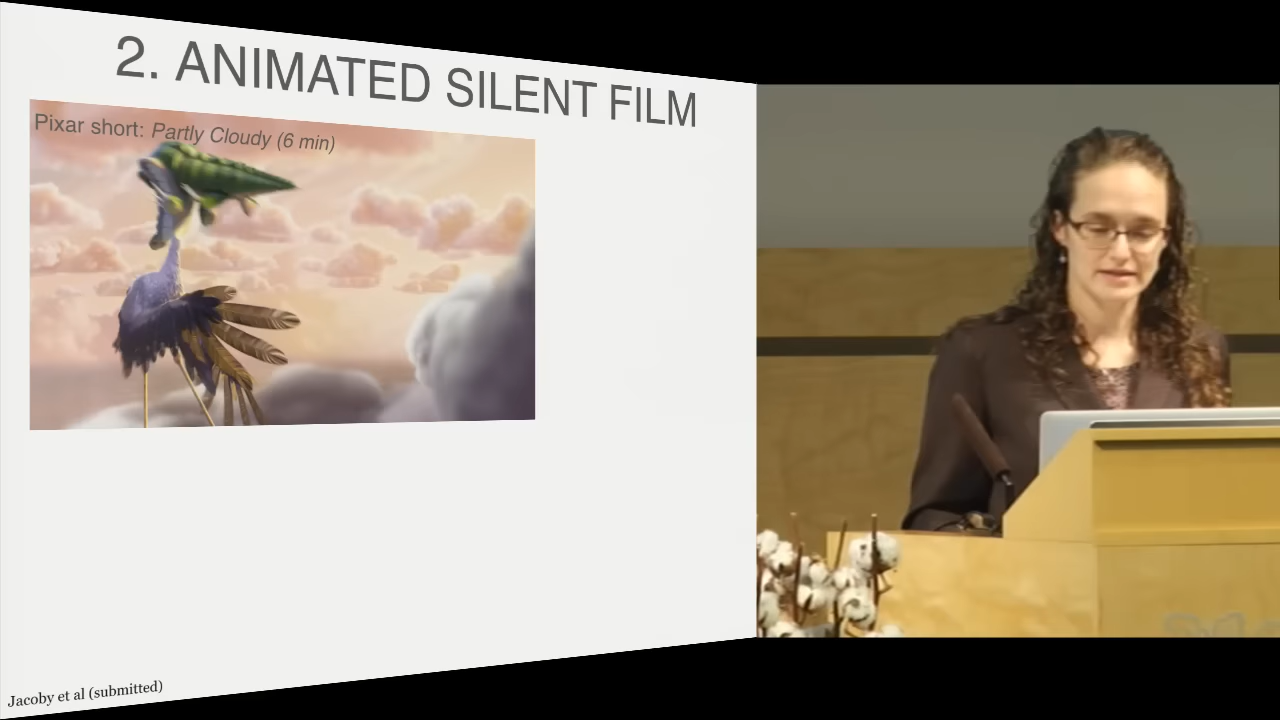 2. ANIMATED SILENT FILM
Pixar short: Partly Cloudy (6 min)
Jacoby et al (submitted)